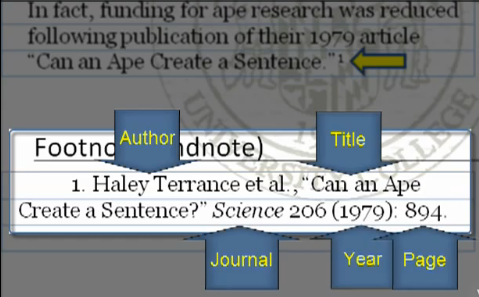 In fact, funding for ape research was reduced
following publication of their 1979 article
“Can an Ape Create a Sentence.”¹
Author
Title
Footno ndnote)
1. Haley Terrance et al., “Can an Ape
Create a Sentence?” Science 206 (1979): 894.
Journal
Year
Page